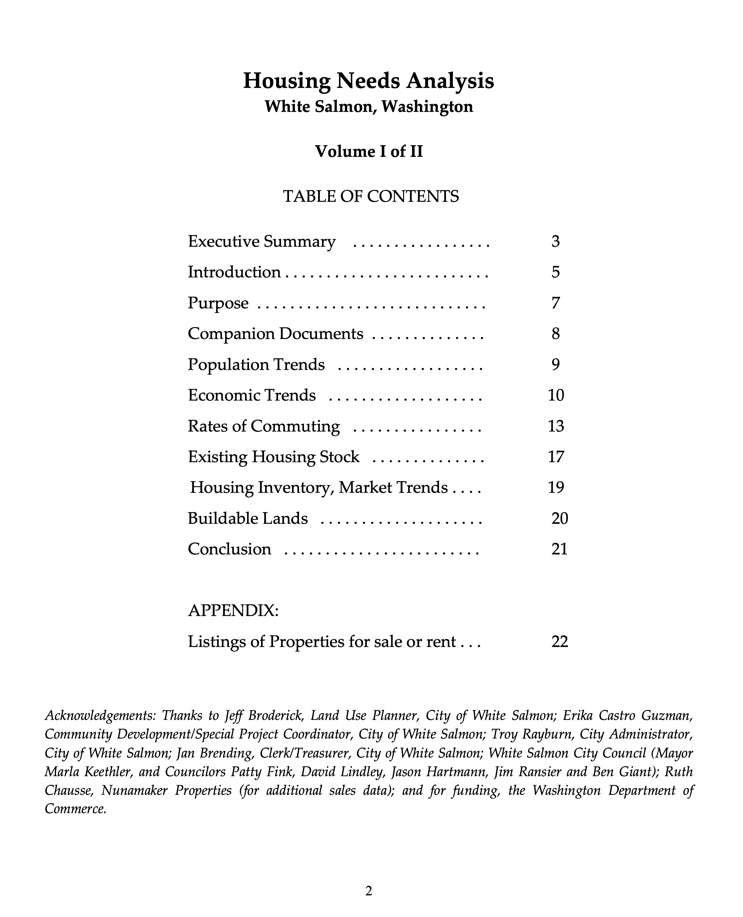 Housing Needs Analysis
White Salmon, Washington
Volume I of II
TABLE OF CONTENTS
Executive Summary . . . . . . . . . . . . . . . . . 3
Introduction . . . . . . . . . . . . . . . . . . . . . . . . . 5
Purpose . . . . . . . . . . . . . . . . . . . . . . . . . . . . 7
Companion Documents . . . . . . . . . . . . . . 8
Population Trends . . . . . . . . . . . . . . . . . . 9
Economic Trends . . . . . . . . . . . . . . . . . . . 10
Rates of Commuting . . . . . . . . . . . . . . . . 13
Existing Housing Stock . . . . . . . . . . . . . . 17
Housing Inventory, Market Trends . . . . 19
Buildable Lands . . . . . . . . . . . . . . . . . . . . 20
Conclusion . . . . . . . . . . . . . . . . . . . . . . . . 21
APPENDIX:
Listings of Properties for sale or rent . . . 22
Acknowledgements: Thanks to Jeff Broderick, Land Use Planner, City of White Salmon; Erika Castro Guzman,
Community Development/Special Project Coordinator, City of White Salmon; Troy Rayburn, City Administrator,
City of White Salmon; Jan Brending, Clerk/Treasurer, City of White Salmon; White Salmon City Council (Mayor
Marla Keethler, and Councilors Patty Fink, David Lindley, Jason Hartmann, Jim Ransier and Ben Giant); Ruth
Chausse, Nunamaker Properties (for additional sales data); and for funding, the Washington Department of
Commerce.
2